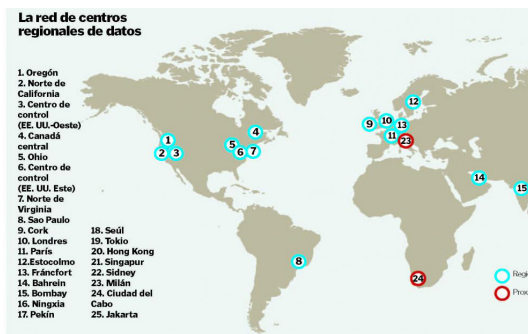 La red de centros
regionales de datos
1. Oregón
2. Norte de
California
3. Centro de
control
(EE. UU.-Oeste)
4. Canadá
central
5. Ohio
6. Centro de
control
(EE. UU. Este)
7. Norte de
Virginia
8. Sao Paulo
9. Cork
10. Londres
11. París
12.Estocolmo
13. Fráncfort
14. Bahrein
15. Bombay
16. Ningxia
17. Pekín
18. Seúl
19. Tokio
20. Hong Kong
21. Singapur
22. Sidney
23. Milán
24. Ciudad del
Cabo
25. Jakarta
1
2
3
4
5
6
7
8
9
10
11
12
13
23
14
15
24